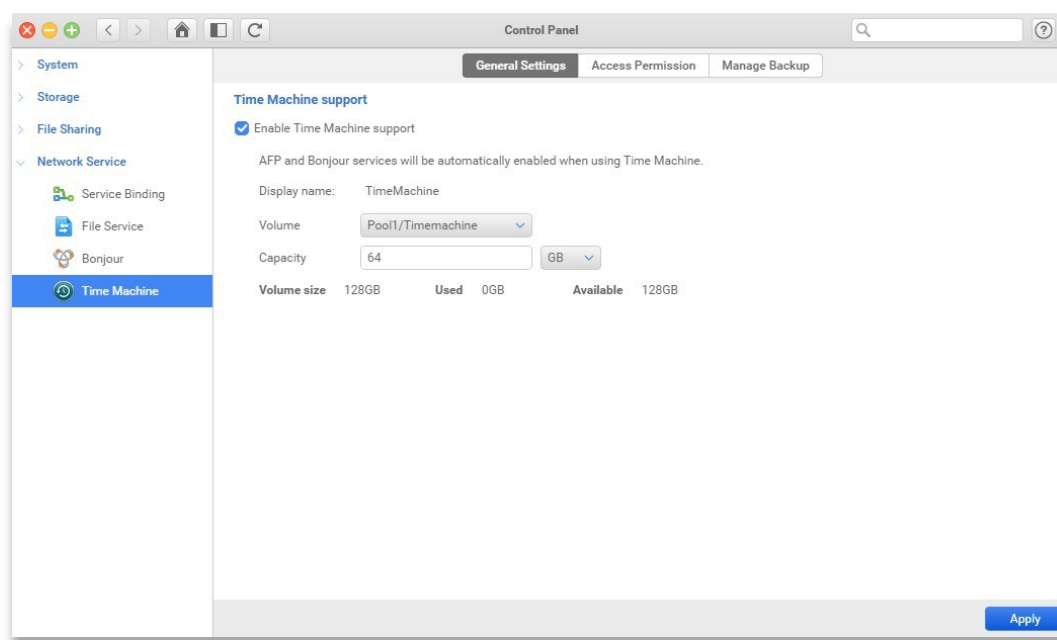 Control Panel
System
Storage
File Sharing
Network Service
Service Binding
File Service
Bonjour
Time Machine
General Settings Access Permission Manage Backup
Time Machine support
Enable Time Machine support
AFP and Bonjour services will be automatically enabled when using Time Machine.
Display name: TimeMachine
Volume Pool1/Timemachine
Capacity 64 GB
Volume size 128GB Used 0GB Available 128GB
Apply